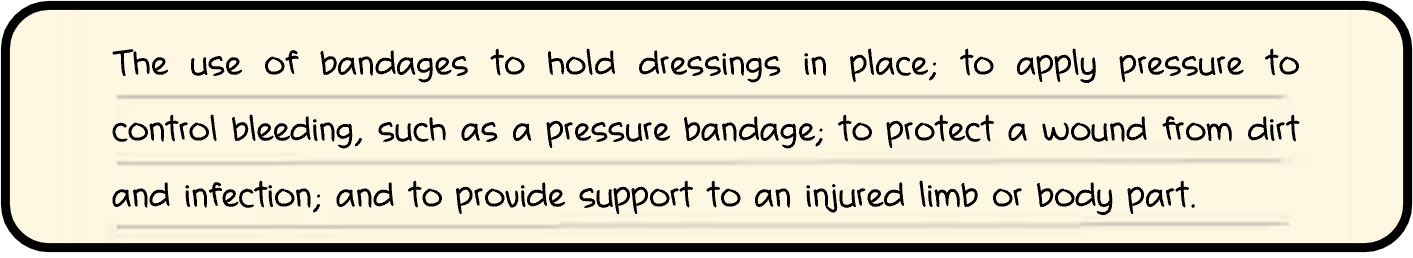 The use of bandages to hold dressings in place; to apply pressure to
control bleeding, such as a pressure bandage; to protect a wound from dirt
and infection; and to provide support to an injured limb or body part.